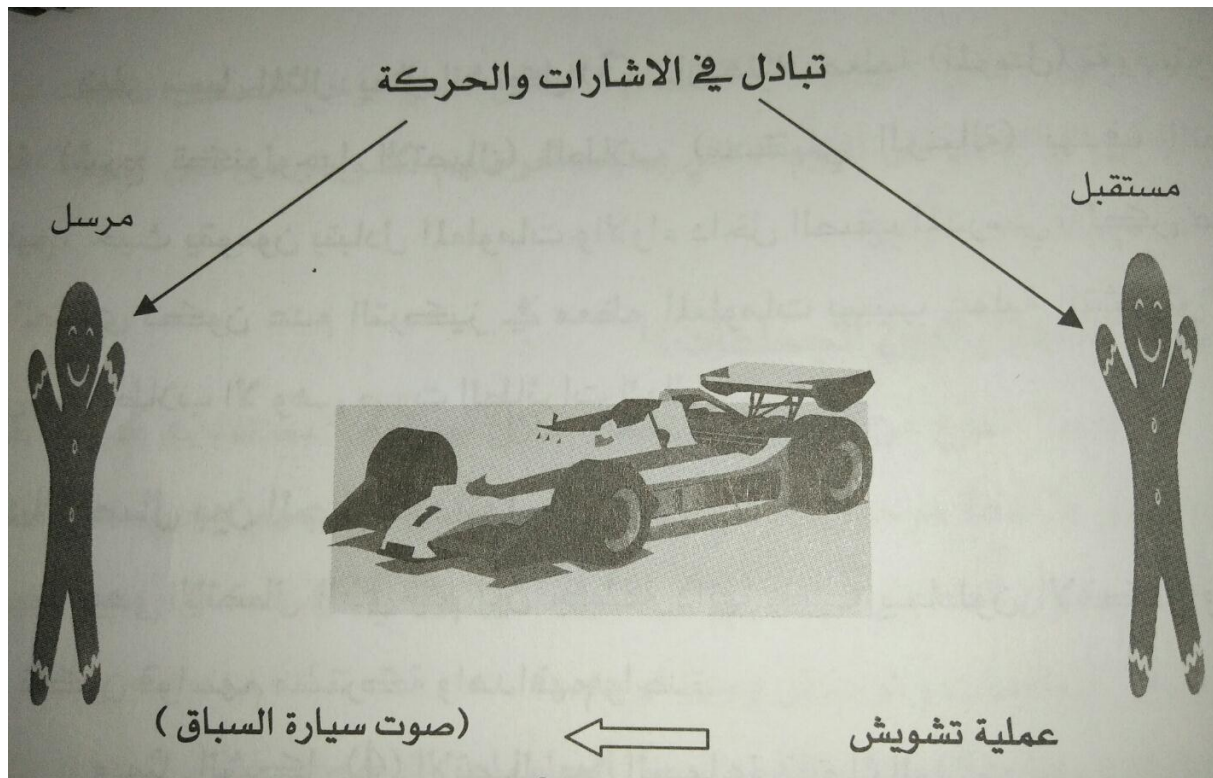 تبادل في الاشارات والحركة
مستقبل
مرسل
عملية تشويش
(صوت سيارة السباق )